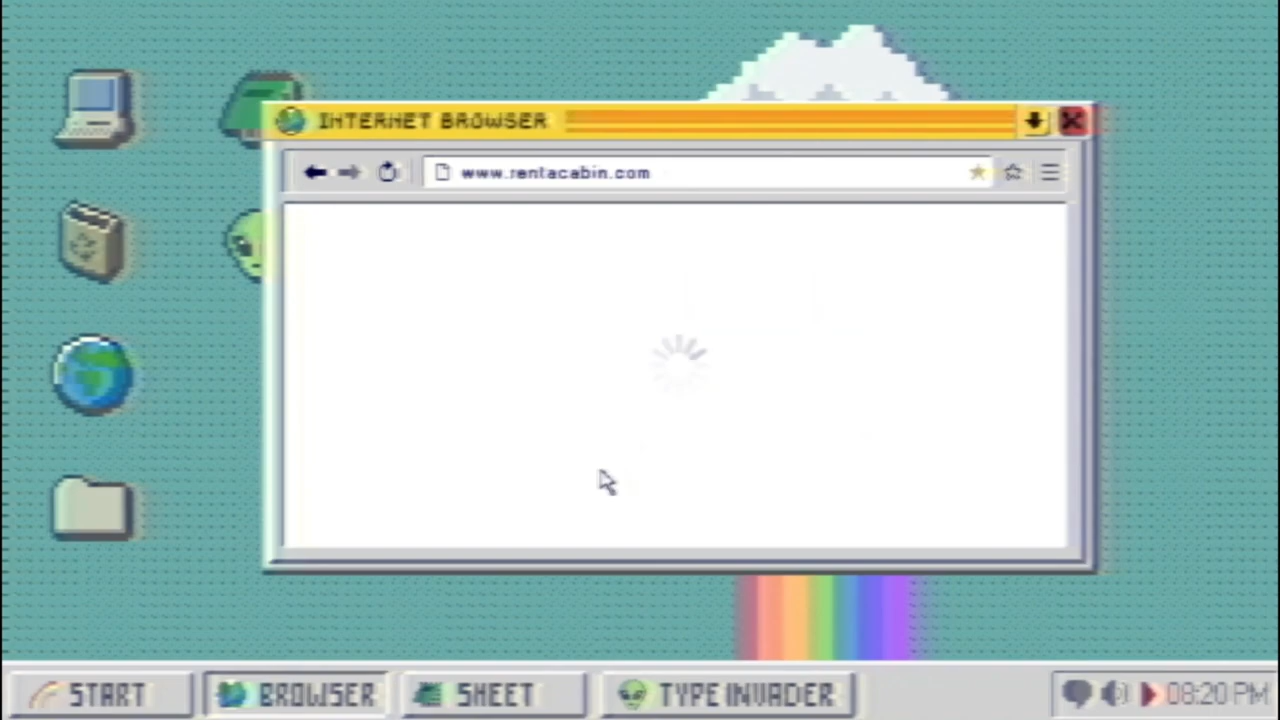 INTERNET BROWSER
www.rentacabin.com
START
BROWSER
SHEET
TYPE INVADER
08:20 PM